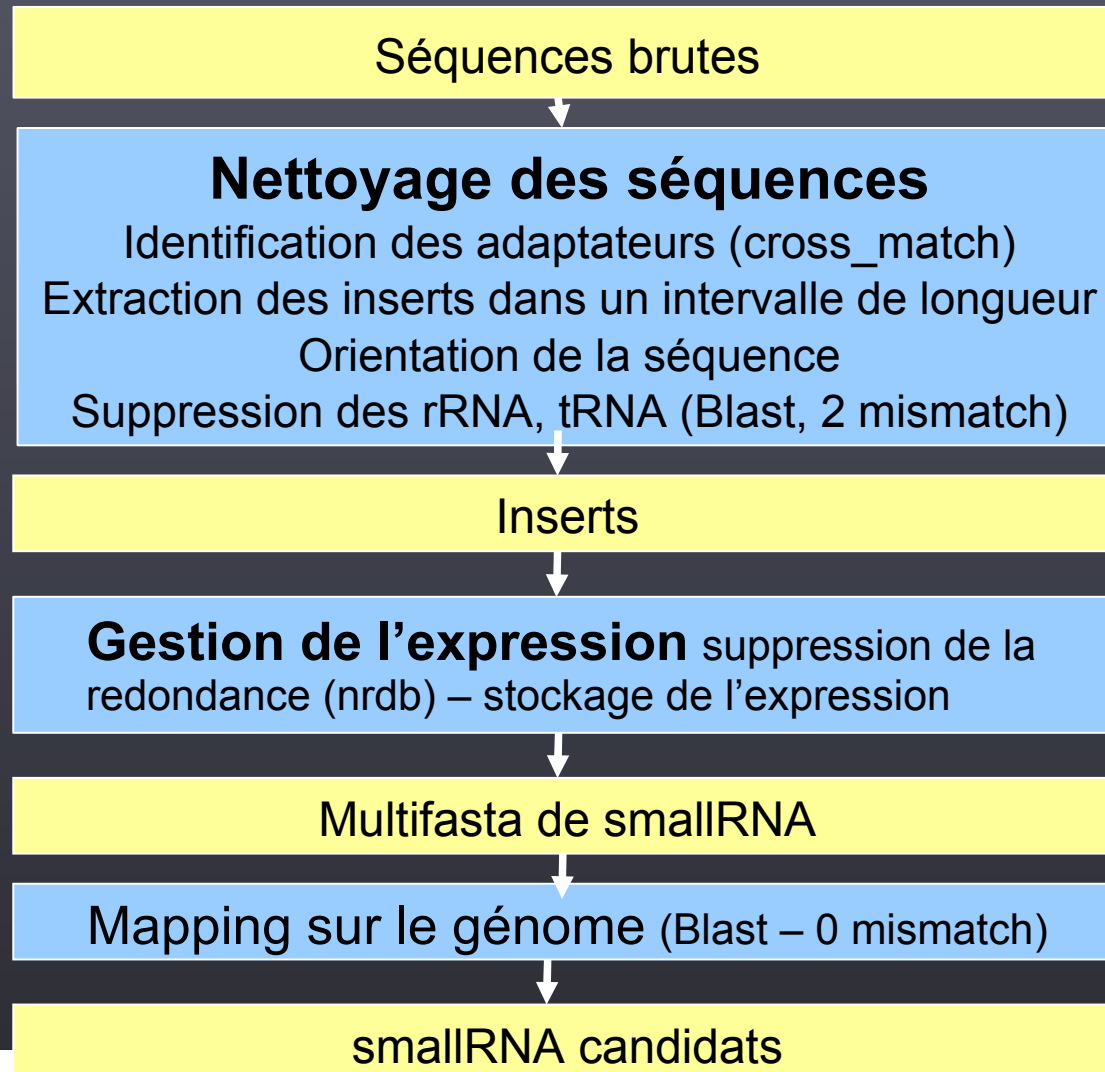 Séquences brutes
Nettoyage des séquences
Identification des adaptateurs (cross_match)
Extraction des inserts dans un intervalle de longueur
Orientation de la séquence
Suppression des rRNA, tRNA (Blast, 2 mismatch)
Inserts
Gestion de l’expression suppression de la
redondance (nrdb) – stockage de l’expression
Multifasta de smallRNA
Mapping sur le génome (Blast – 0 mismatch)
smallRNA candidats